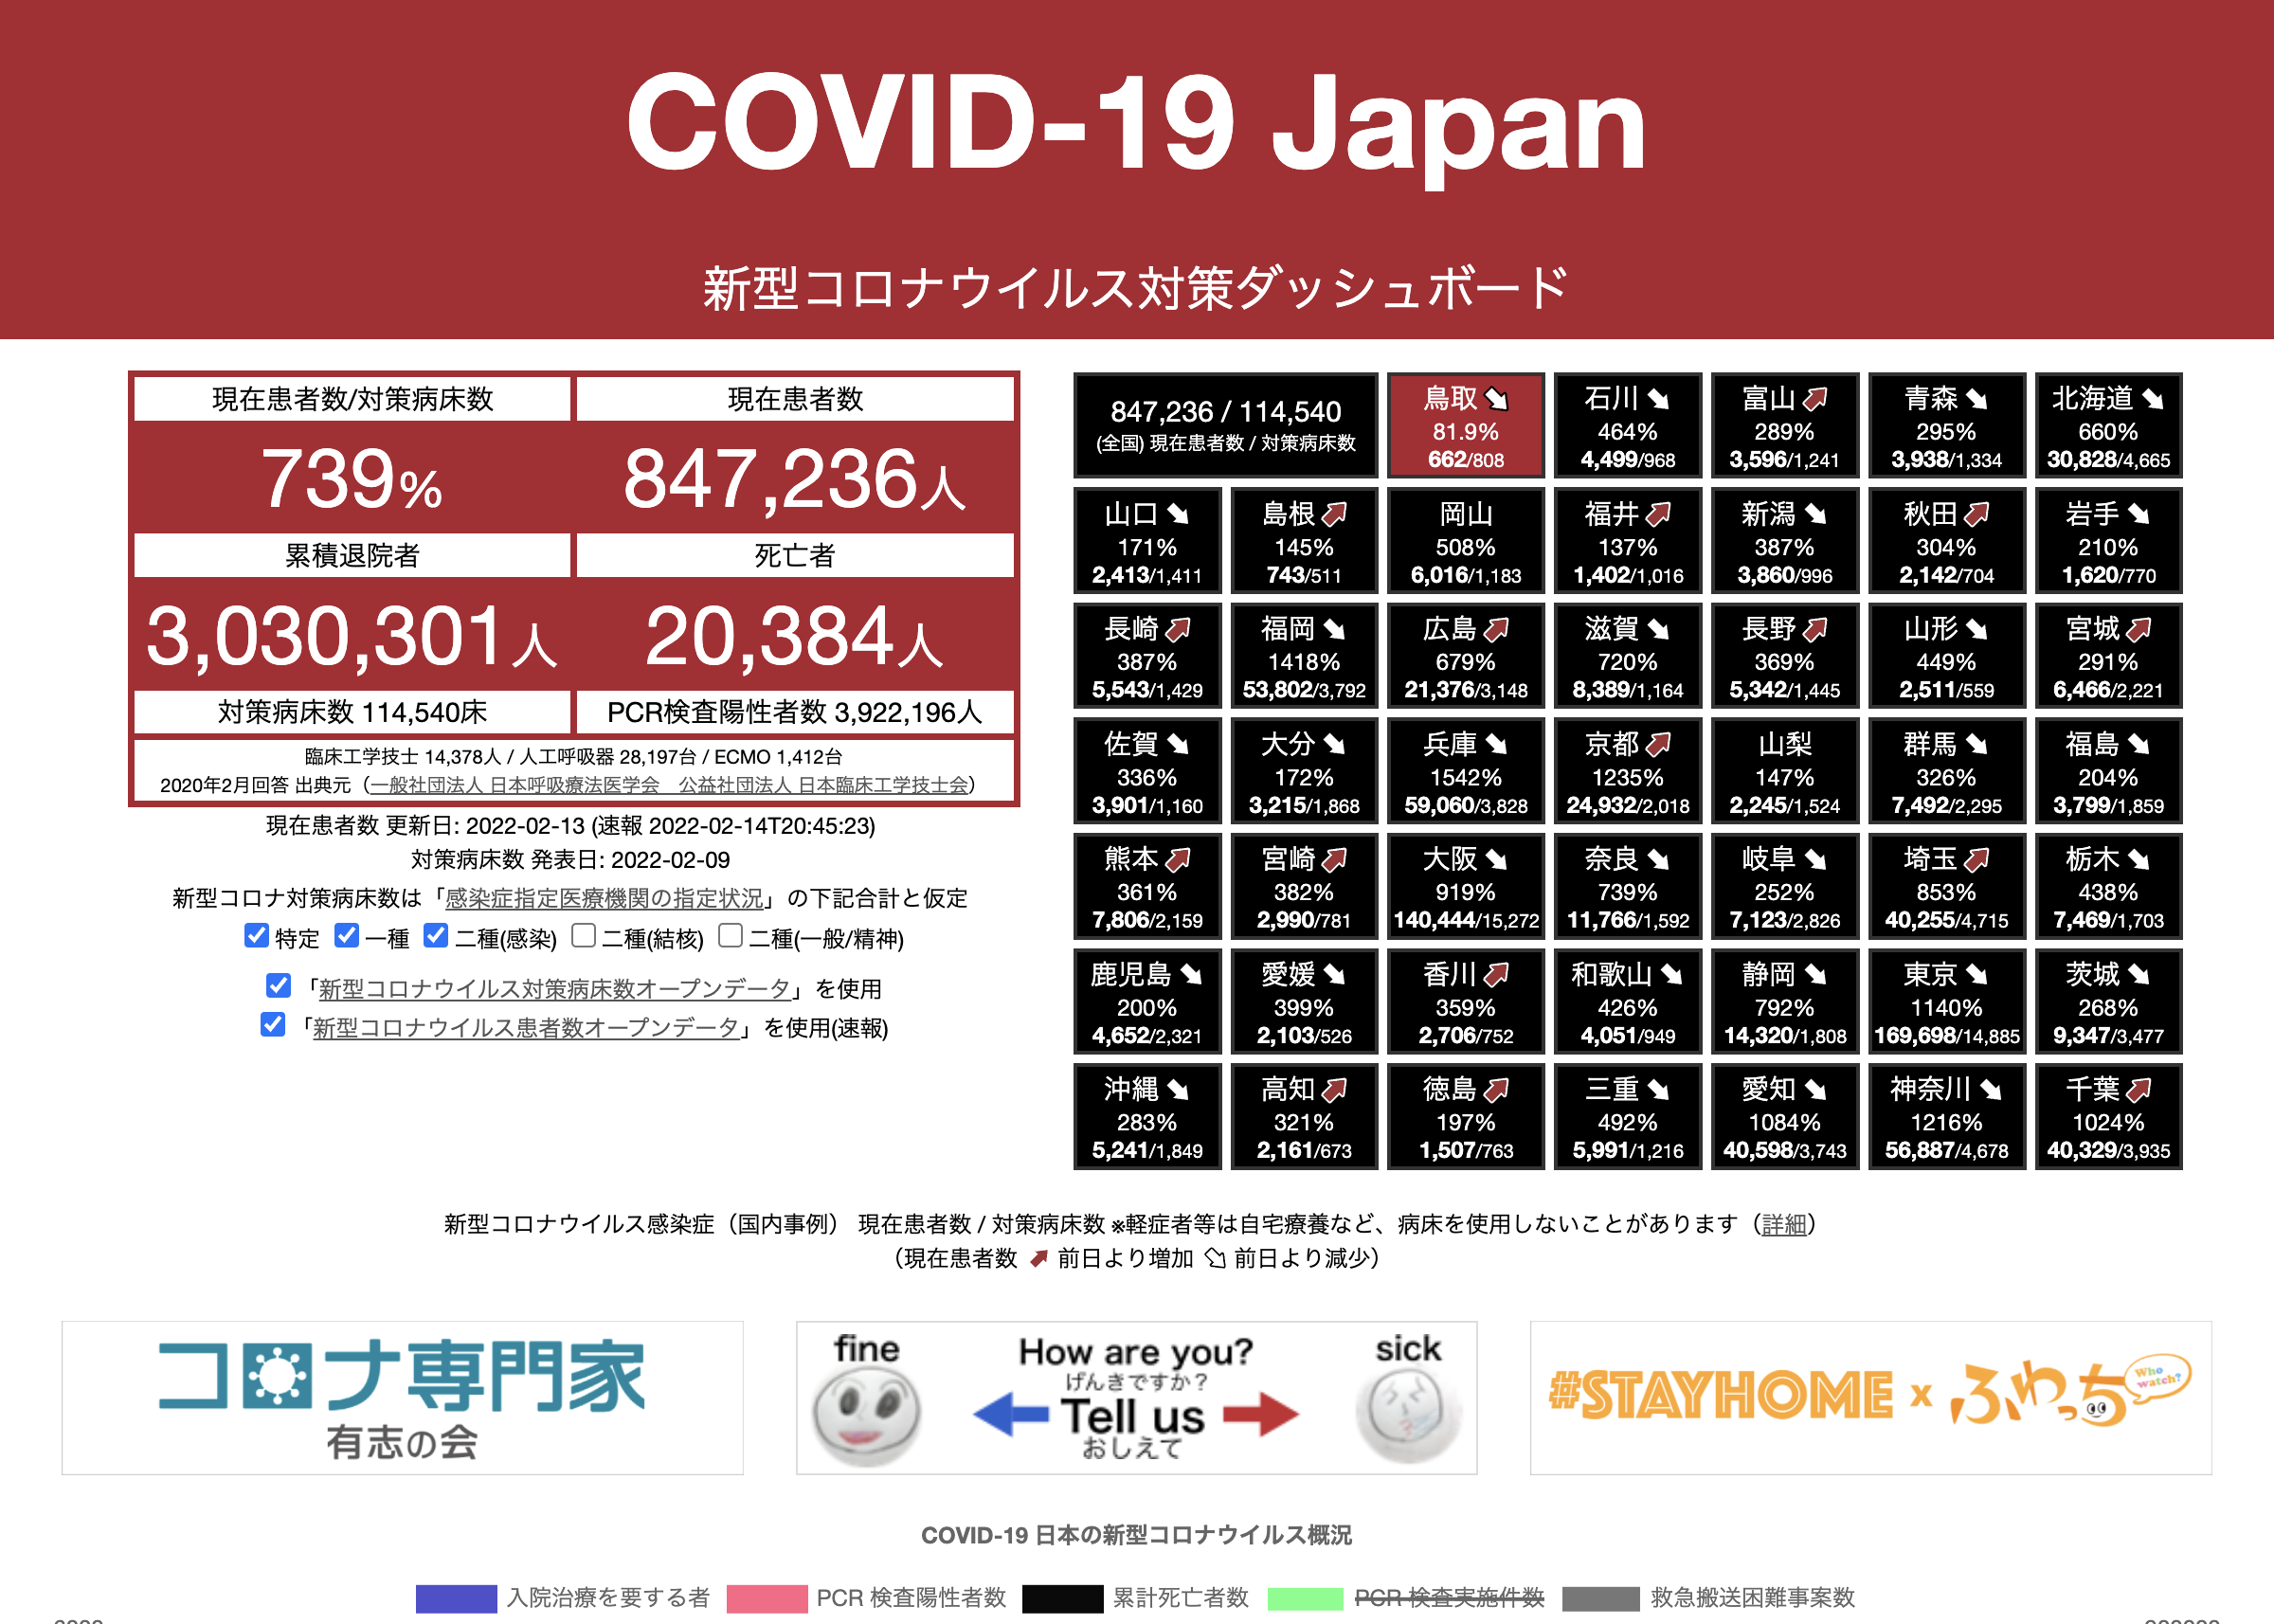 COVID-19 Japan
新型コロナウイルス対策ダッシュボード
現在患者数/対策病床数 現在患者数
739% 847,236人
累積退院者 死亡者
3,030,301人 20,384人
対策病床数 114,540床 PCR検査陽性者数 3,922,196人
臨床工学技士 14,378人 / 人工呼吸器 28,197台 / ECMO 1,412台
2020年2月回答 出典元（一般社団法人 日本呼吸療法医学会　公益社団法人 日本臨床工学技士会）
現在患者数 更新日: 2022-02-13 (速報 2022-02-14T20:45:23)
対策病床数 発表日: 2022-02-09
新型コロナ対策病床数は「感染症指定医療機関の指定状況」の下記合計と仮定
特定 一種 二種(感染) 二種(結核) 二種(一般/精神)
「新型コロナウイルス対策病床数オープンデータ」を使用
「新型コロナウイルス患者数オープンデータ」を使用(速報)
847,236 / 114,540
(全国) 現在患者数 / 対策病床数
鳥取 石川 富山 青森 北海道
81.9% 464% 289% 295% 660%
662/808 4,499/968 3,596/1,241 3,938/1,334 30,828/4,665
山口 島根 岡山 福井 新潟 秋田 岩手
171% 145% 508% 137% 387% 304% 210%
2,413/1,411 743/511 6,016/1,183 1,402/1,016 3,860/996 2,142/704 1,620/770
長崎 福岡 広島 滋賀 長野 山形 宮城
387% 1418% 679% 720% 369% 449% 291%
5,543/1,429 53,802/3,792 21,376/3,148 8,389/1,164 5,342/1,445 2,511/559 6,466/2,221
佐賀 大分 兵庫 京都 山梨 群馬 福島
336% 172% 1542% 1235% 147% 326% 204%
3,901/1,160 3,215/1,868 59,060/3,828 24,932/2,018 2,245/1,524 7,492/2,295 3,799/1,859
熊本 宮崎 大阪 奈良 岐阜 埼玉 栃木
361% 382% 919% 739% 252% 853% 438%
7,806/2,159 2,990/781 140,444/15,272 11,766/1,592 7,123/2,826 40,255/4,715 7,469/1,703
鹿児島 愛媛 香川 和歌山 静岡 東京 茨城
200% 399% 359% 426% 792% 1140% 268%
4,652/2,321 2,103/526 2,706/752 4,051/949 14,320/1,808 169,698/14,885 9,347/3,477
沖縄 高知 徳島 三重 愛知 神奈川 千葉
283% 321% 197% 492% 1084% 1216% 1024%
5,241/1,849 2,161/673 1,507/763 5,991/1,216 40,598/3,743 56,887/4,678 40,329/3,935
新型コロナウイルス感染症（国内事例） 現在患者数 / 対策病床数 ※軽症者等は自宅療養など、病床を使用しないことがあります（詳細）
（現在患者数 前日より増加 前日より減少）
コロナ専門家
有志の会
fine How are you? sick
げんきですか？
Tell us
おしえて
#STAYHOME x ふわっち Who watch?
COVID-19 日本の新型コロナウイルス概況
入院治療を要する者 PCR 検査陽性者数 累計死亡者数 PCR 検査実施件数 救急搬送困難事案数